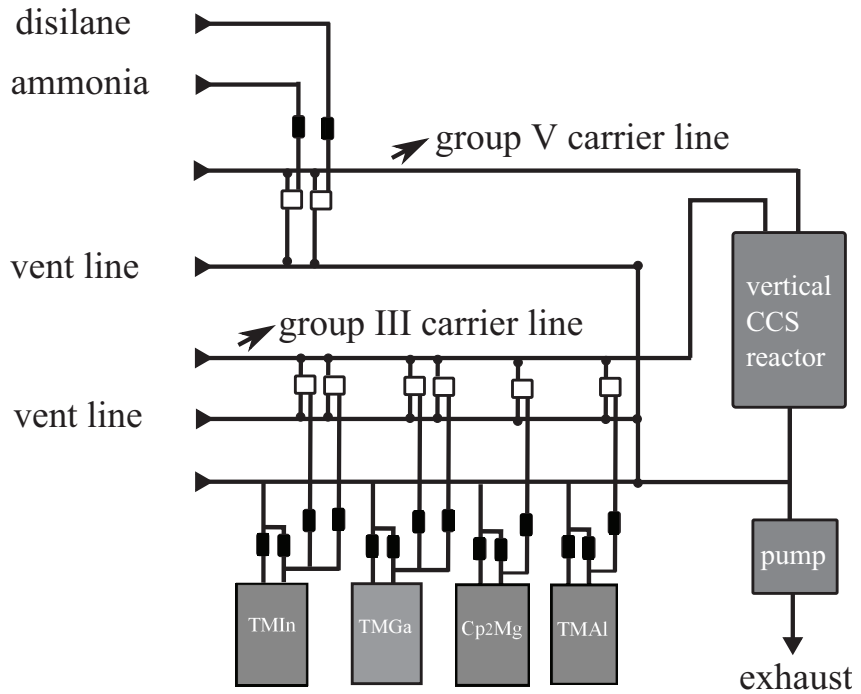 disilane
ammonia
group V carrier line
vent line
vertical
CCS
reactor
group III carrier line
vent line
pump
TMIn
TMGa
Cp2Mg
TMAl
exhaust